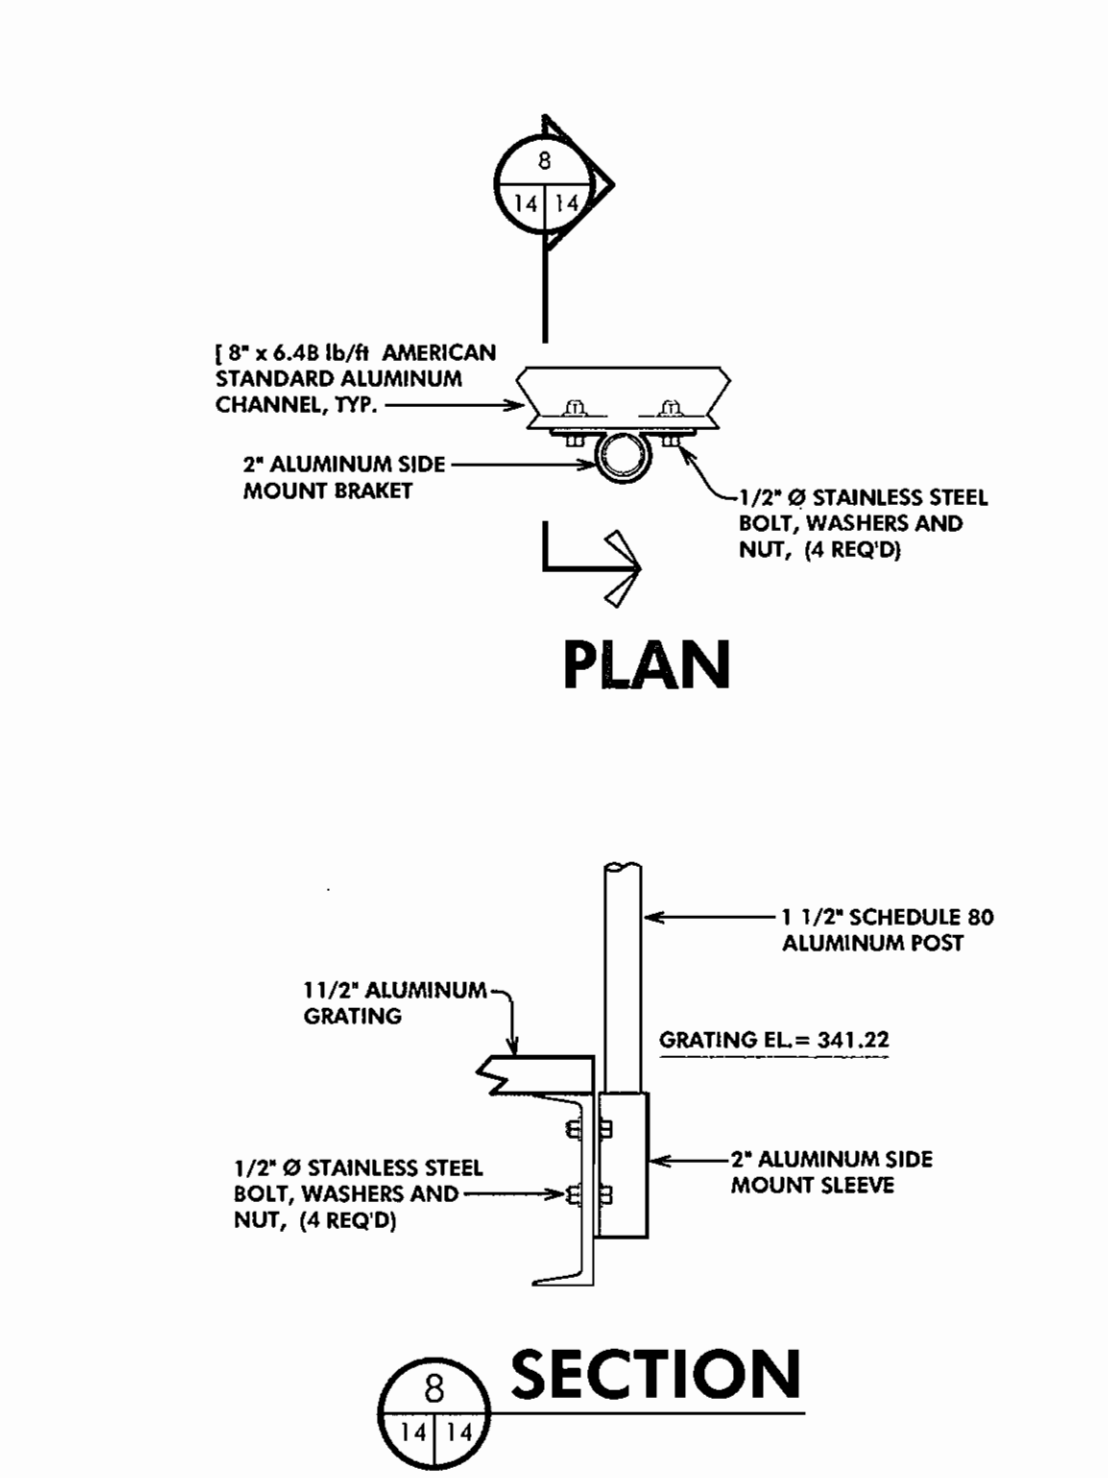 8
14 14
[ 8" x 6.4B lb/ft AMERICAN
STANDARD ALUMINUM
CHANNEL, TYP.
2" ALUMINUM SIDE
MOUNT BRAKET
1/2" Ø STAINLESS STEEL
BOLT, WASHERS AND
NUT, (4 REQ'D)
PLAN
1 1/2" SCHEDULE 80
ALUMINUM POST
11/2" ALUMINUM
GRATING
GRATING EL.= 341.22
2" ALUMINUM SIDE
MOUNT SLEEVE
1/2" Ø STAINLESS STEEL
BOLT, WASHERS AND
NUT, (4 REQ'D)
SECTION
8
14 14